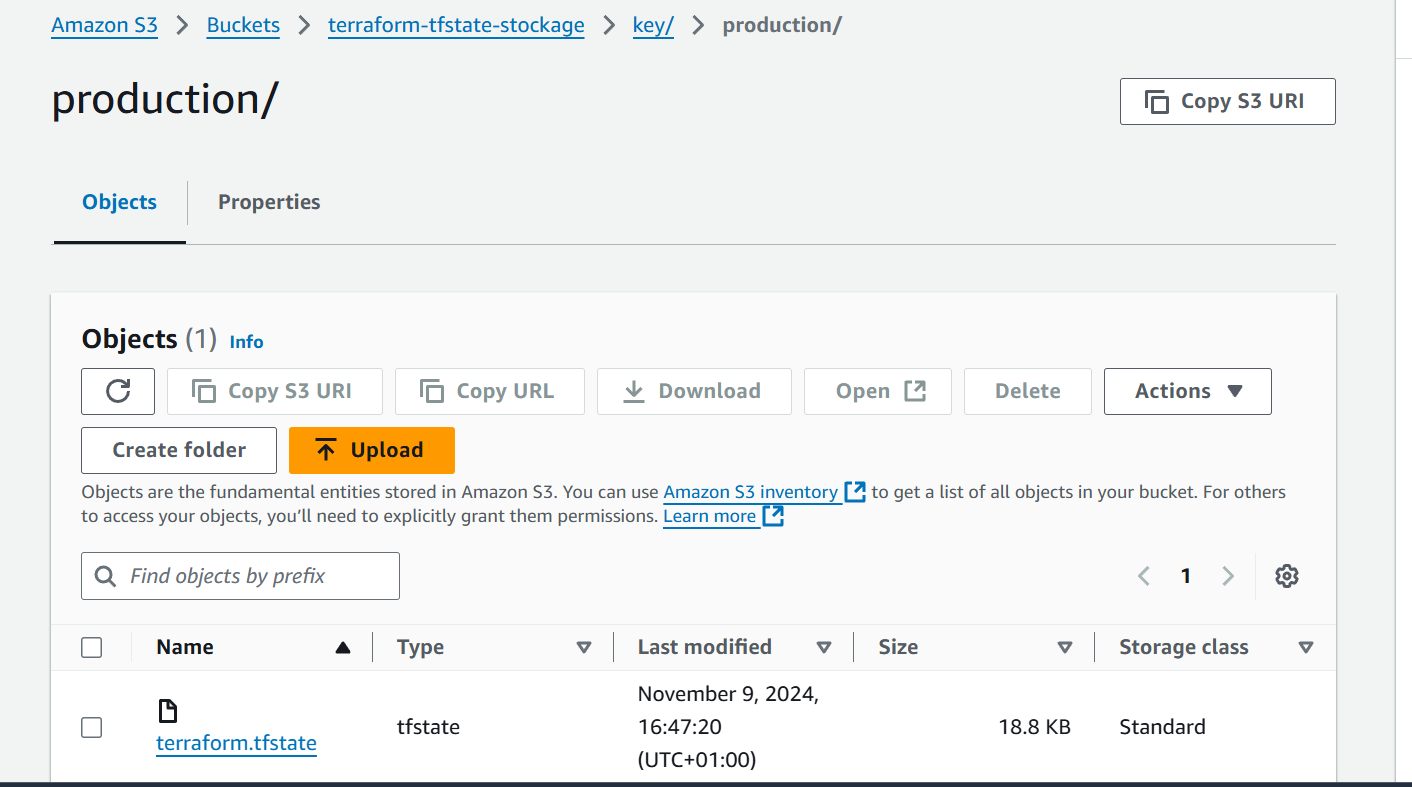 Amazon S3 > Buckets > terraform-tfstate-stockage > key/ > production/
production/
Copy S3 URI
Objects
Properties
Objects (1) Info
Copy S3 URI
Copy URL
Download
Open
Delete
Actions
Create folder
Upload
Objects are the fundamental entities stored in Amazon S3. You can use Amazon S3 inventory to get a list of all objects in your bucket. For others
to access your objects, you’ll need to explicitly grant them permissions. Learn more
Find objects by prefix
1
Name
Type
Last modified
Size
Storage class
terraform.tfstate
tfstate
November 9, 2024,
16:47:20
(UTC+01:00)
18.8 KB
Standard